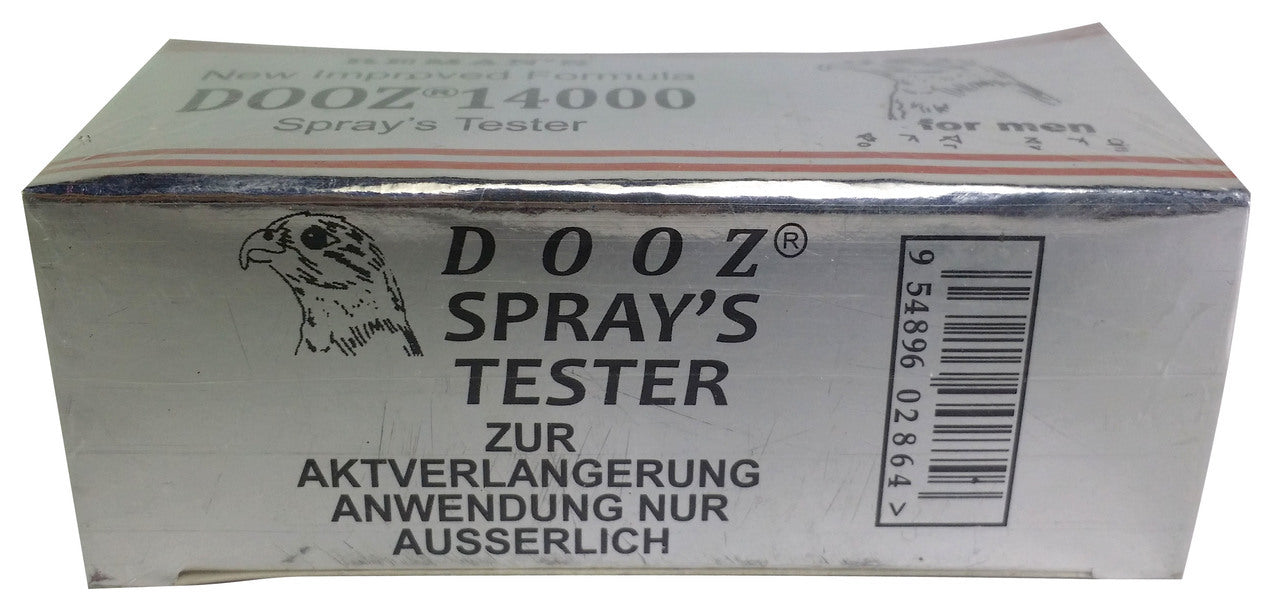 REMAN'S
New Improved Formula
DOOZ® 14000
Spray's Tester
for men
DOOZ®
SPRAY'S
TESTER
ZUR
AKTVERLANGERUNG
ANWENDUNG NUR
AUSSERLICH
9 54896 02864 >